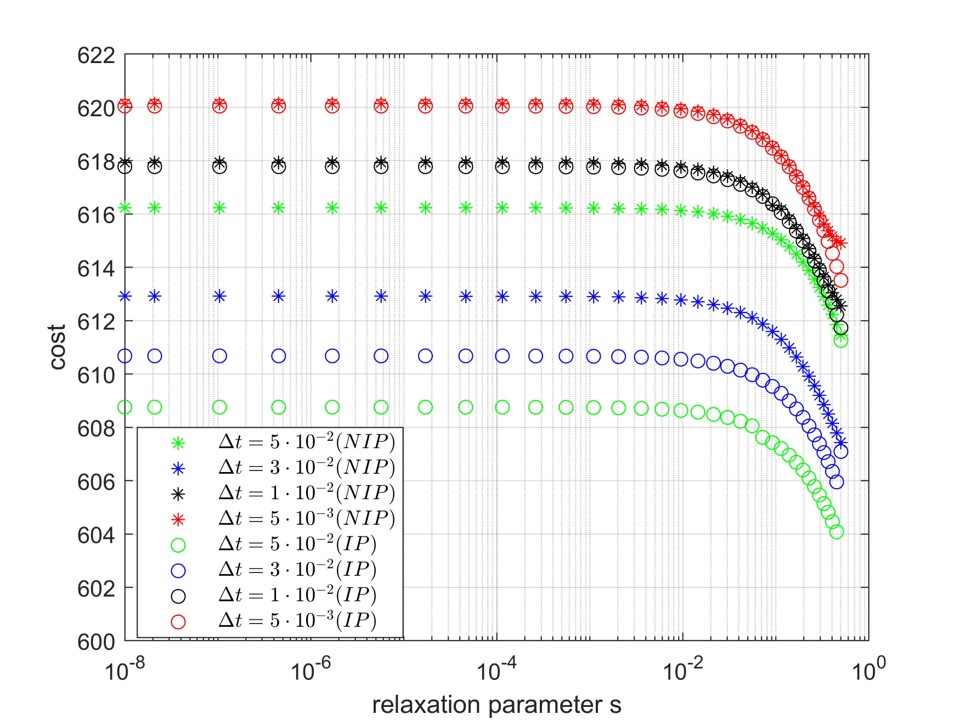 622
620
618
616
614
612
610
608
606
604
602
600
cost
Δt = 5 · 10⁻²(NIP)
Δt = 3 · 10⁻²(NIP)
Δt = 1 · 10⁻²(NIP)
Δt = 5 · 10⁻³(NIP)
Δt = 5 · 10⁻²(IP)
Δt = 3 · 10⁻²(IP)
Δt = 1 · 10⁻²(IP)
Δt = 5 · 10⁻³(IP)
10⁻⁸ 10⁻⁶ 10⁻⁴ 10⁻² 10⁰
relaxation parameter s